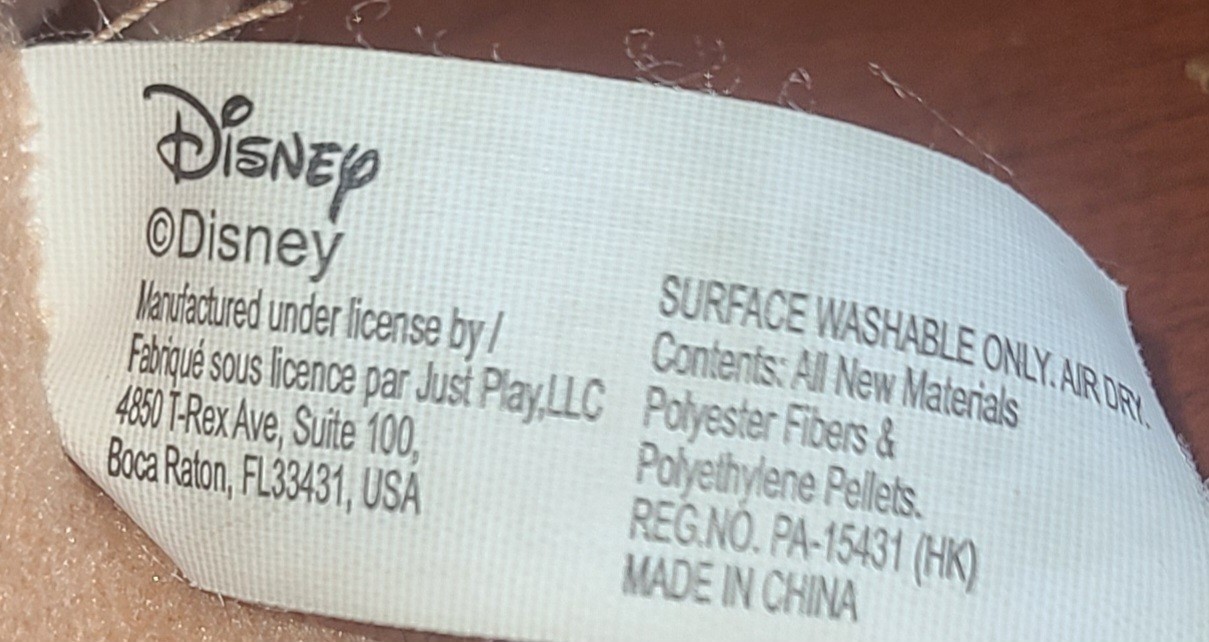 Disney
©Disney
Manufactured under license by /
Fabriqué sous licence par Just Play,LLC
4850 T-Rex Ave, Suite 100,
Boca Raton, FL33431, USA
SURFACE WASHABLE ONLY. AIR DRY.
Contents: All New Materials
Polyester Fibers &
Polyethylene Pellets.
REG.NO. PA-15431 (HK)
MADE IN CHINA